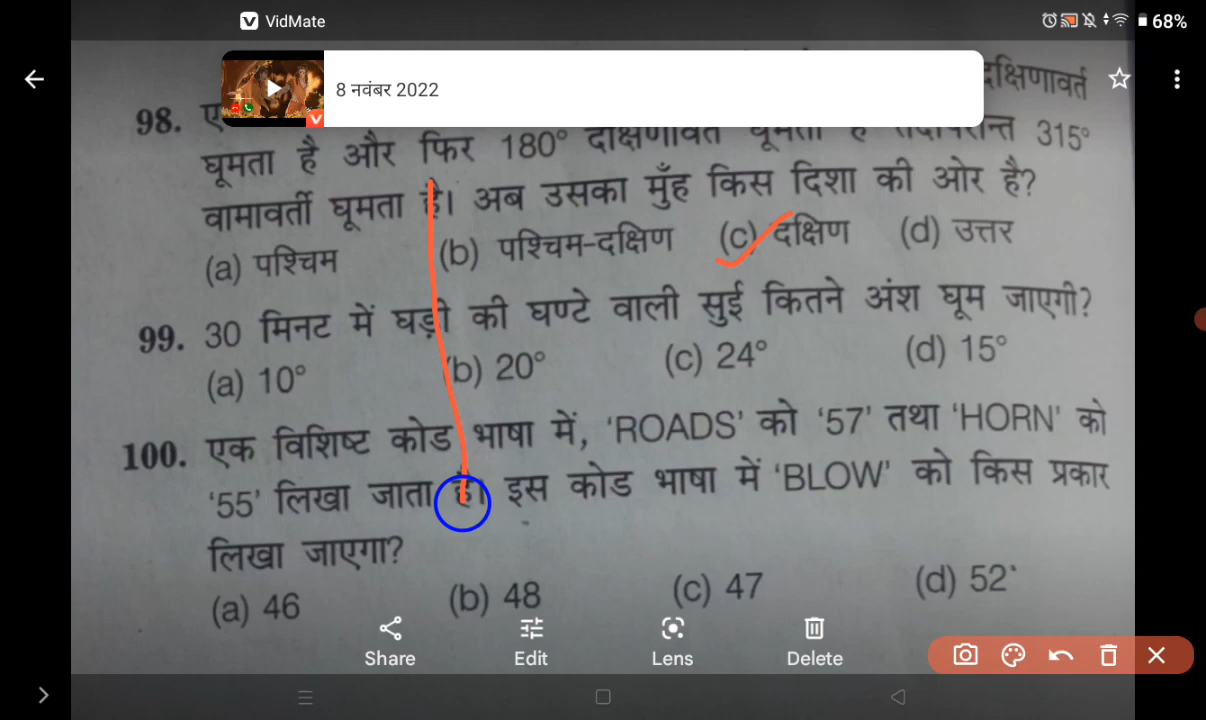 VidMate
68%
8 नवंबर 2022
दक्षिणावर्त
98.
घूमता है और फिर 180° दक्षिणावर्त घूमता है तदोपरान्त 315°
वामावर्ती घूमता है। अब उसका मुँह किस दिशा की ओर है?
(a) पश्चिम (b) पश्चिम-दक्षिण (c) दक्षिण (d) उत्तर
99. 30 मिनट में घड़ी की घण्टे वाली सुई कितने अंश घूम जाएगी?
(a) 10° (b) 20° (c) 24° (d) 15°
100. एक विशिष्ट कोड भाषा में, 'ROADS' को '57' तथा 'HORN' को
'55' लिखा जाता है। इस कोड भाषा में 'BLOW' को किस प्रकार
लिखा जाएगा?
(a) 46 (b) 48 (c) 47 (d) 52
Share Edit Lens Delete